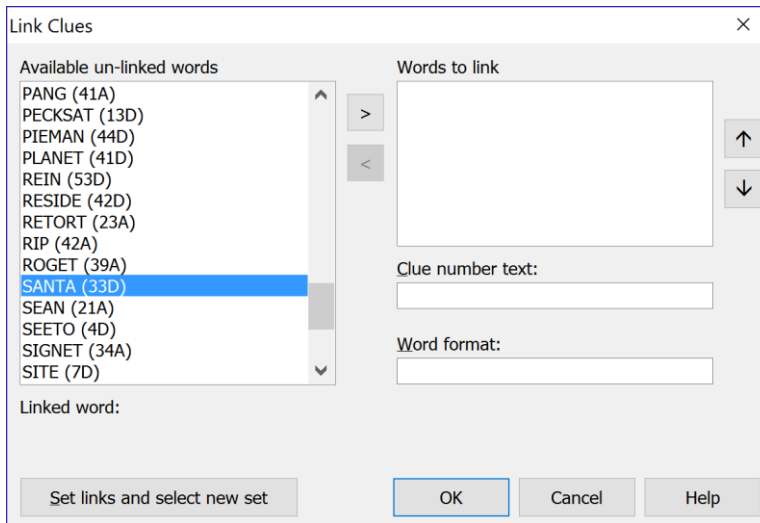 Link Clues
Available un-linked words
PANG (41A)
PECKSAT (13D)
PIEMAN (44D)
PLANET (41D)
REIN (53D)
RESIDE (42D)
RETORT (23A)
RIP (42A)
ROGET (39A)
SANTA (33D)
SEAN (21A)
SEETO (4D)
SIGNET (34A)
SITE (7D)
Linked word:
>
<
Words to link
Clue number text:
Word format:
Set links and select new set
OK
Cancel
Help